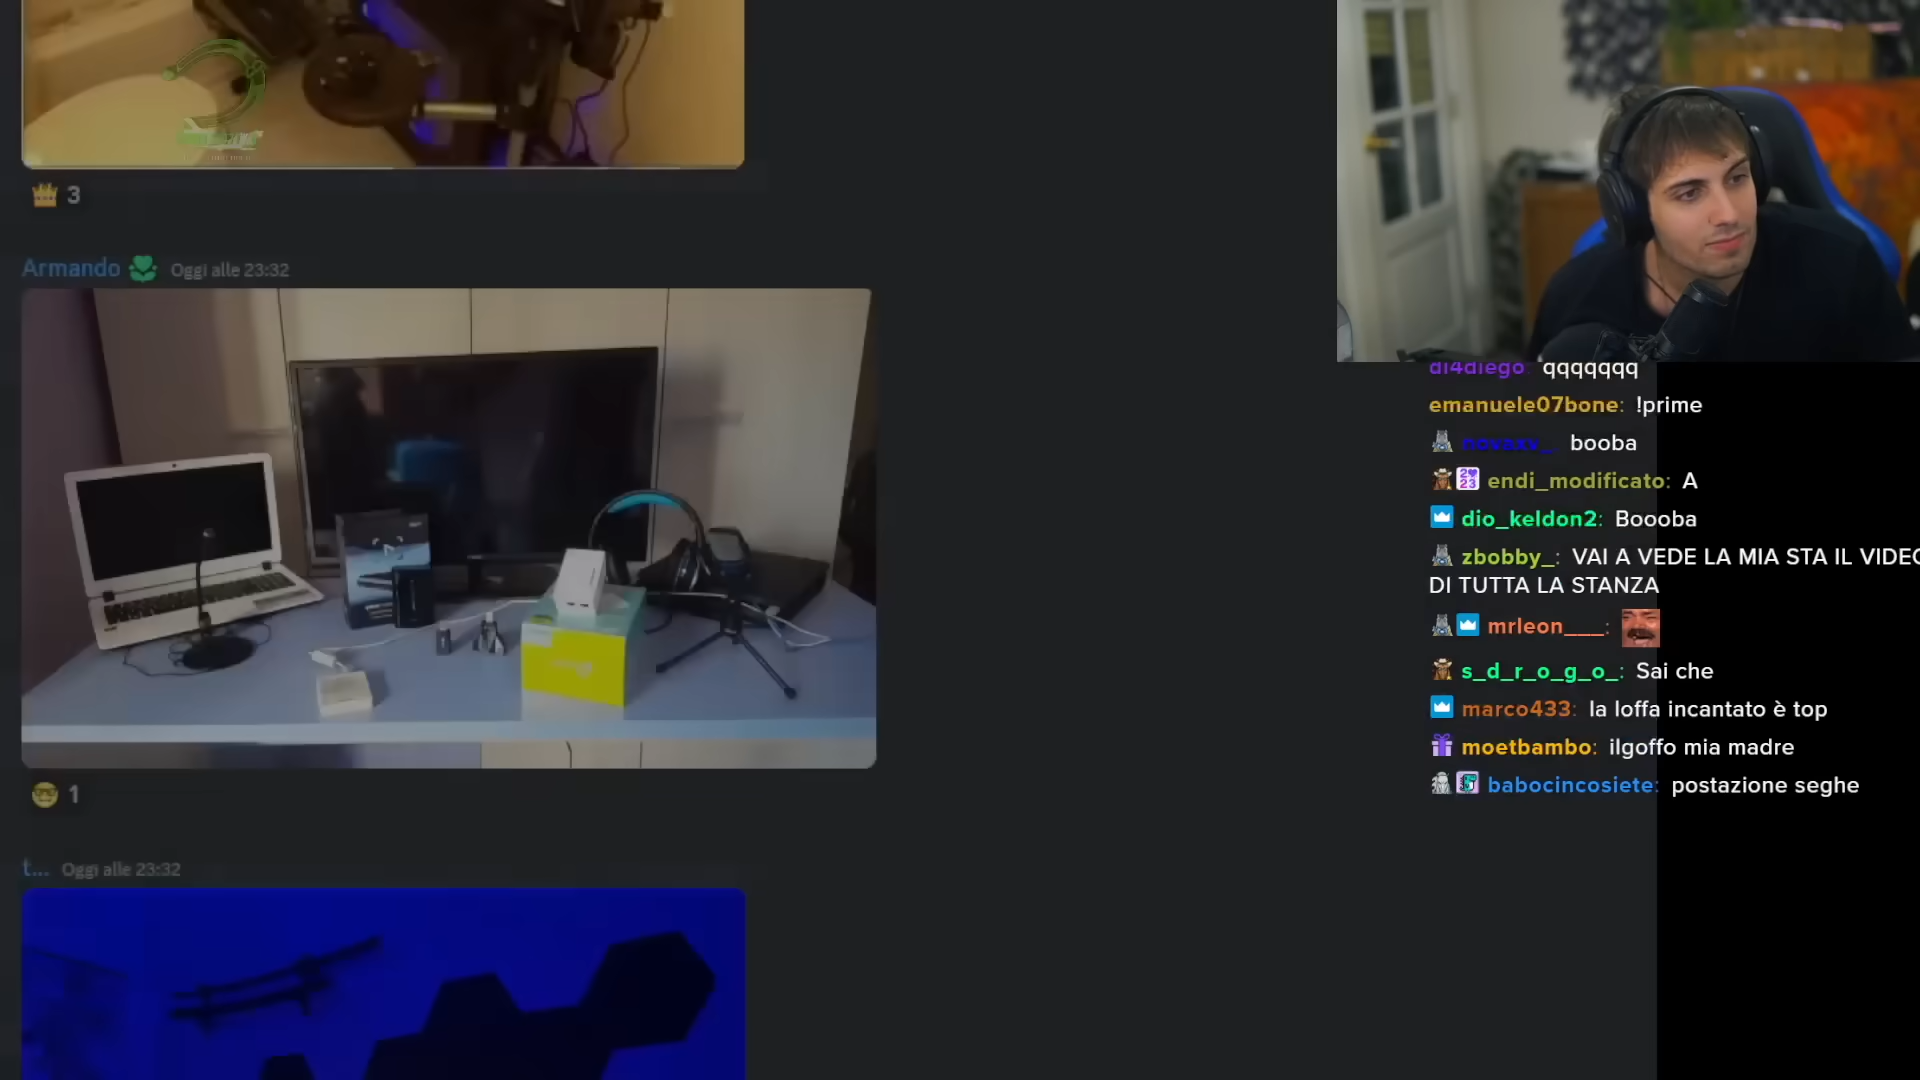 3
Armando Oggi alle 23:32
1
t... Oggi alle 23:32
di4diego: qqqqqqq
emanuele07bone: !prime
novaxv_ booba
endi_modificato: A
dio_keldon2: Boooba
zbobby_: VAI A VEDE LA MIA STA IL VIDEO
DI TUTTA LA STANZA
mrleon___:
s_d_r_o_g_o_: Sai che
marco433: la loffa incantato è top
moetbambo: ilgoffo mia madre
babocincosiete: postazione seghe